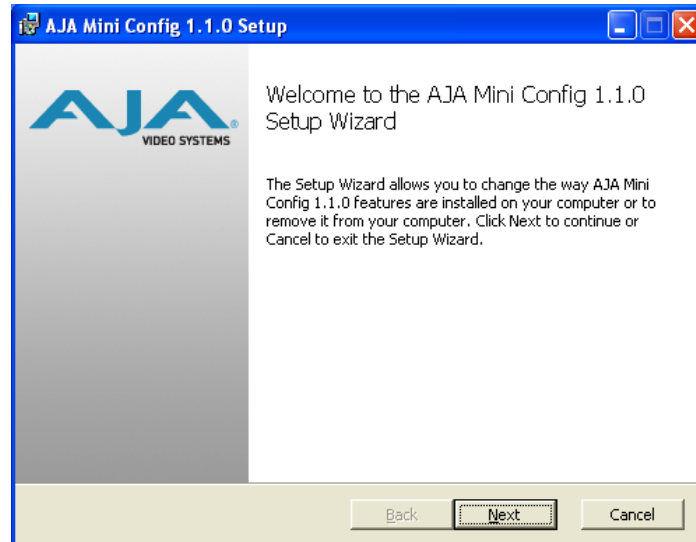 AJA Mini Config 1.1.0 Setup
AJA
VIDEO SYSTEMS
Welcome to the AJA Mini Config 1.1.0
Setup Wizard
The Setup Wizard allows you to change the way AJA Mini
Config 1.1.0 features are installed on your computer or to
remove it from your computer. Click Next to continue or
Cancel to exit the Setup Wizard.
Back
Next
Cancel